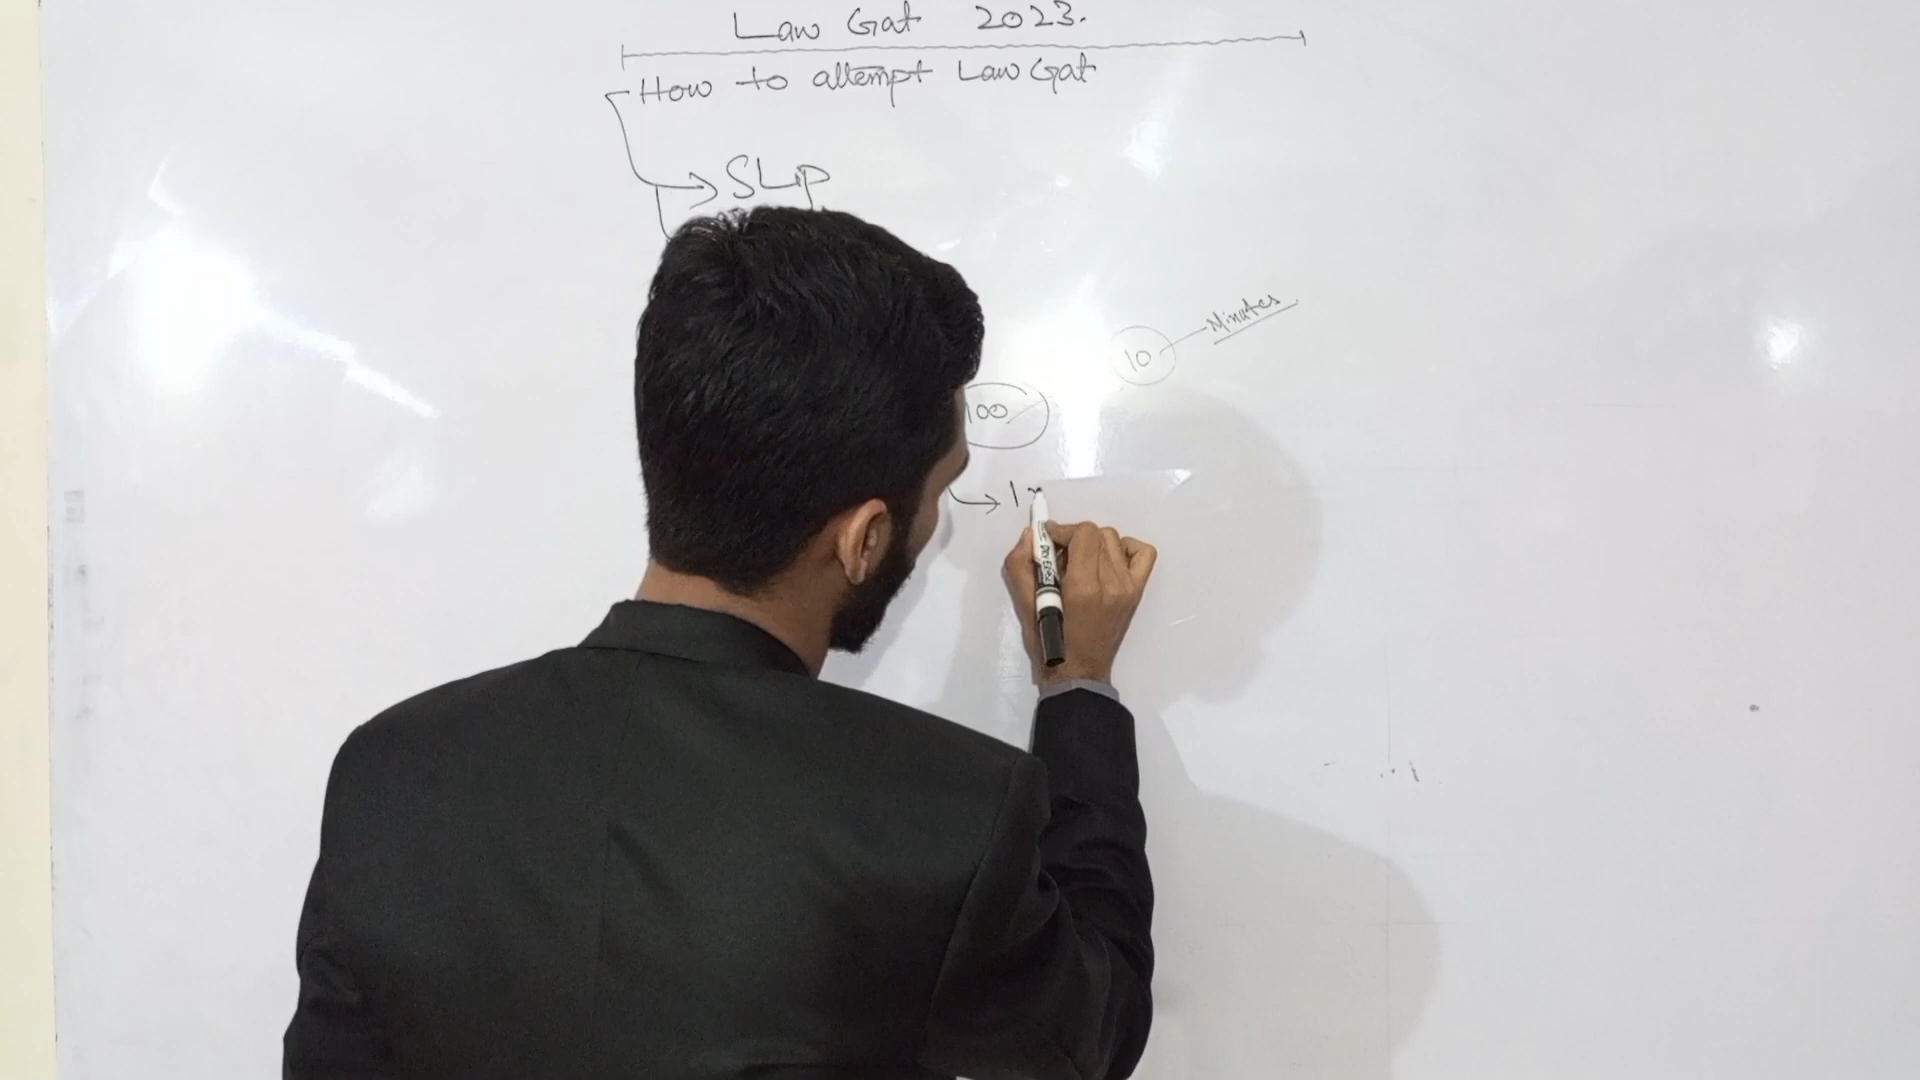 Law Gat 2023.
How to attempt Law Gat
SLP
Minutes
10
100